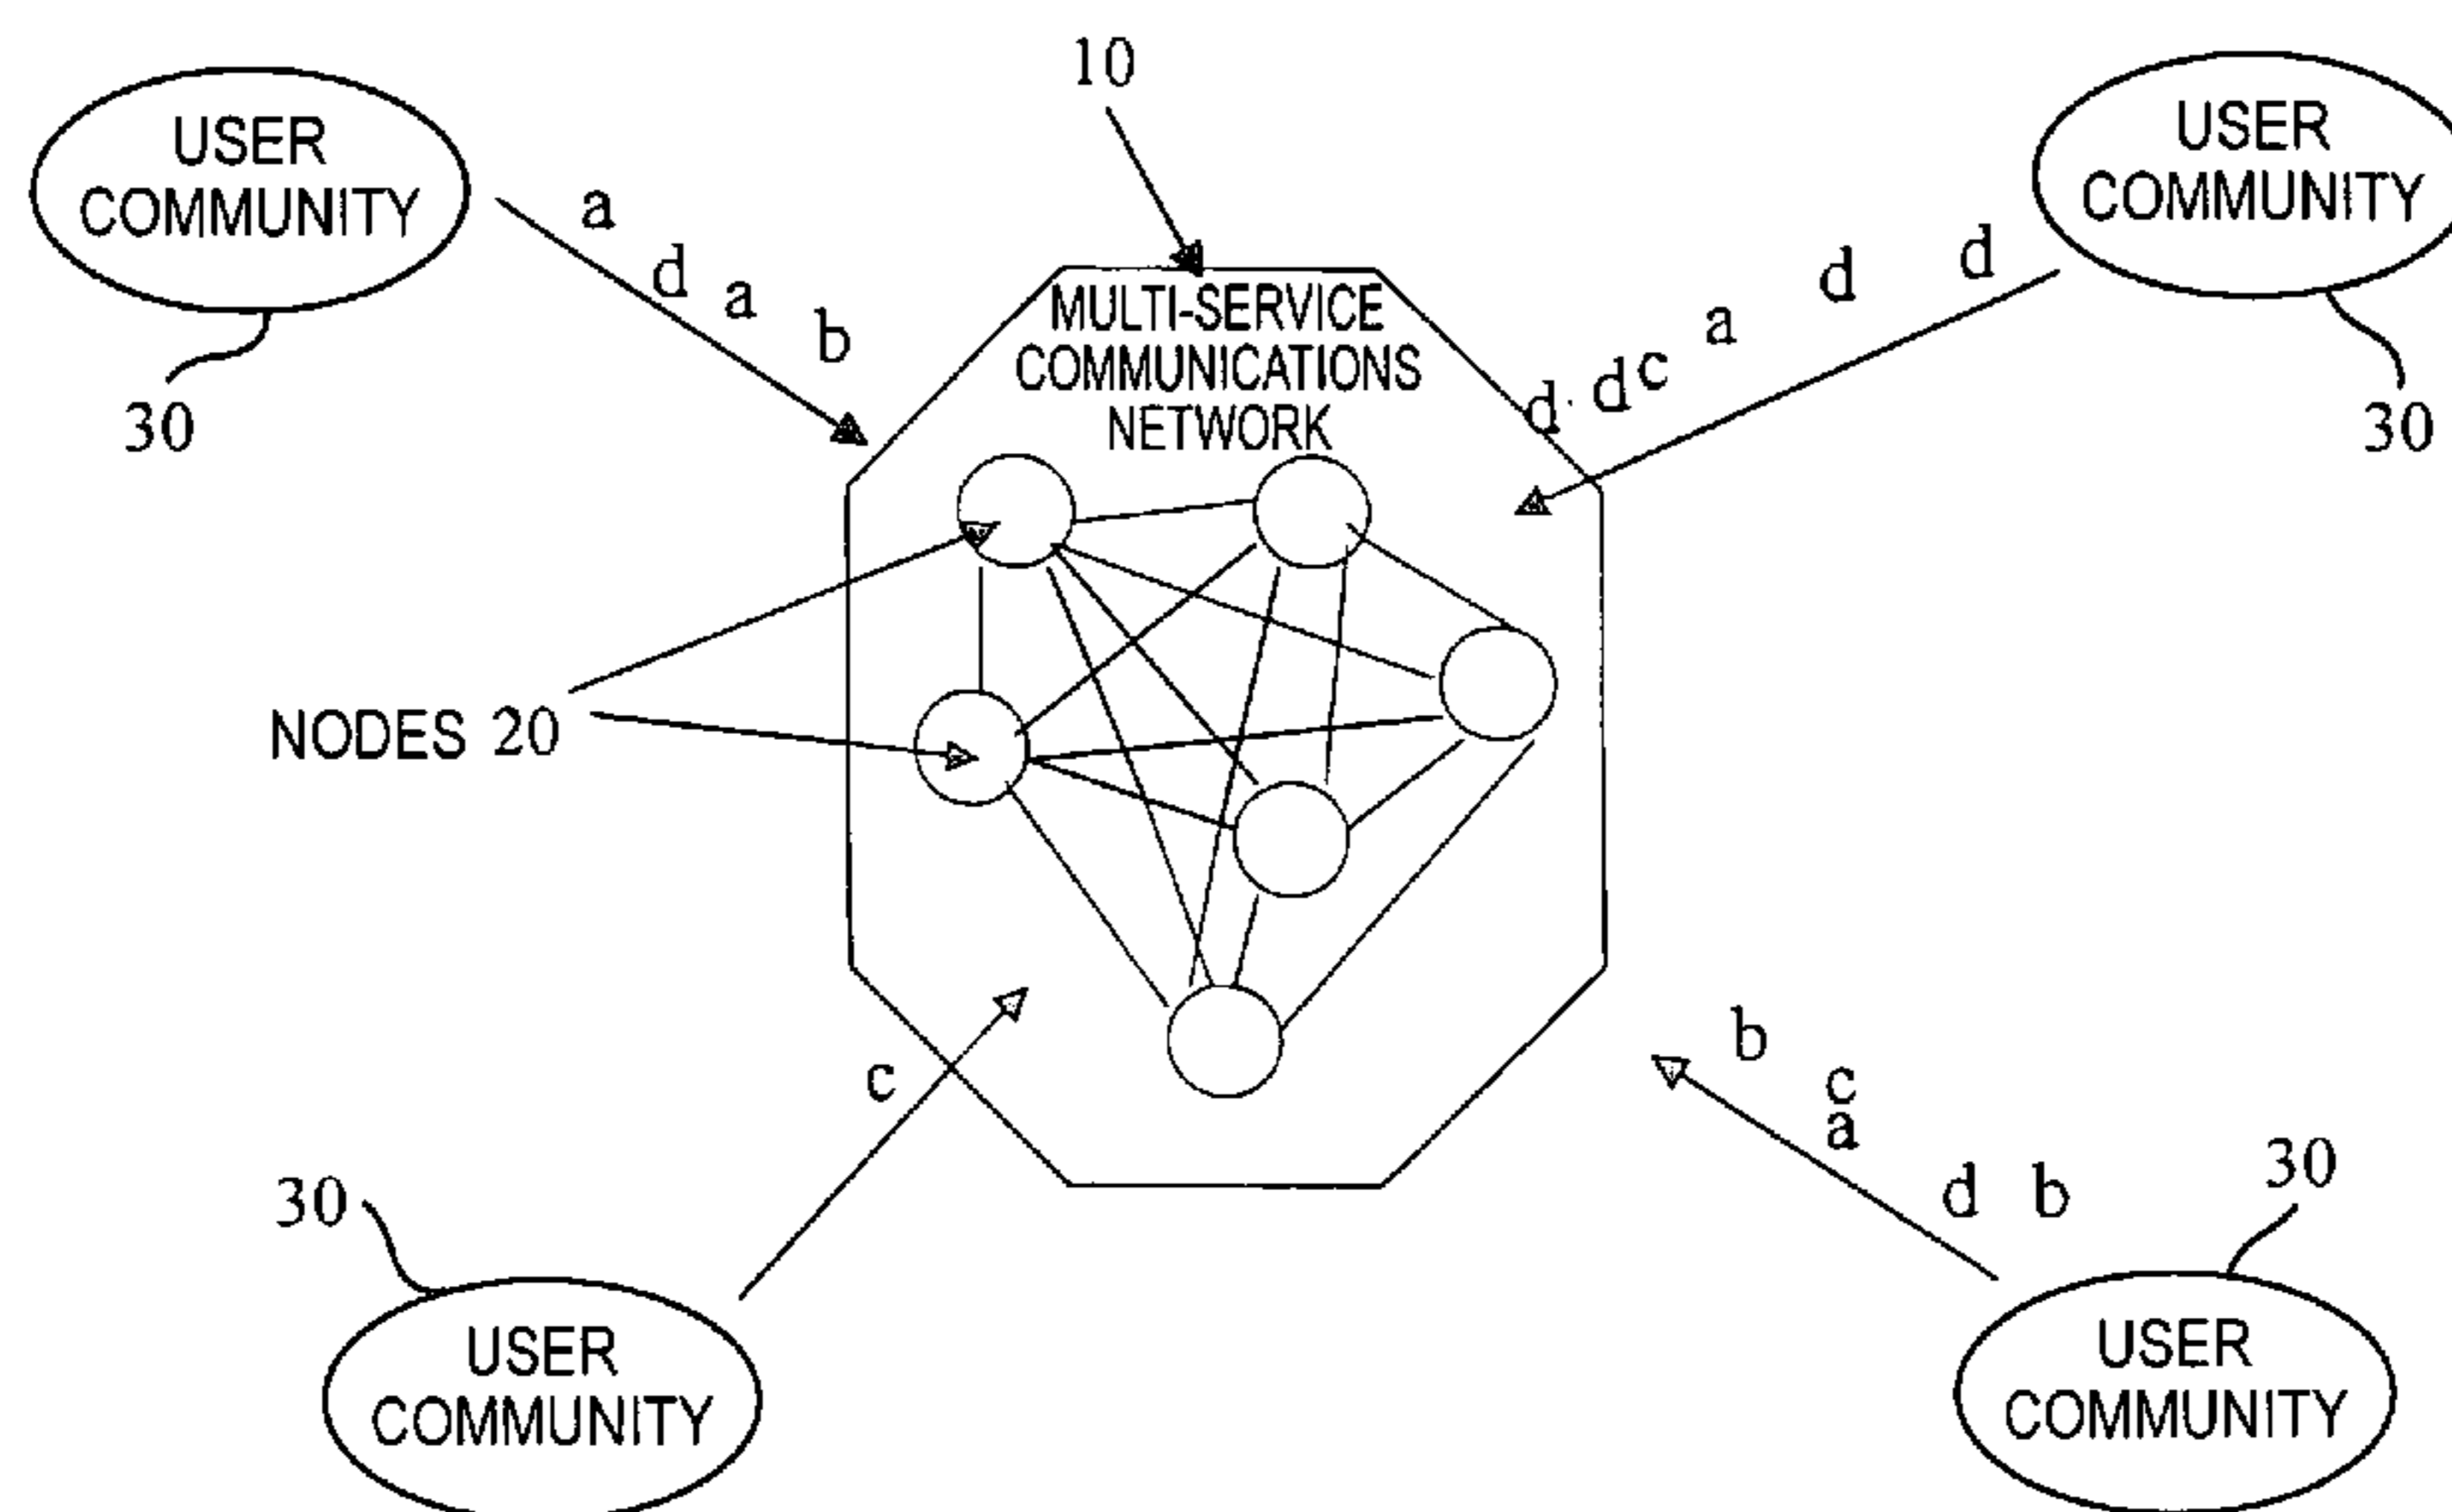 10
USER
COMMUNITY
USER
COMMUNITY
a
d
a
b
d
d
a
c
d
d
MULTI-SERVICE
COMMUNICATIONS
NETWORK
30
30
NODES 20
c
b
c
a
d
b
30
30
USER
COMMUNITY
USER
COMMUNITY